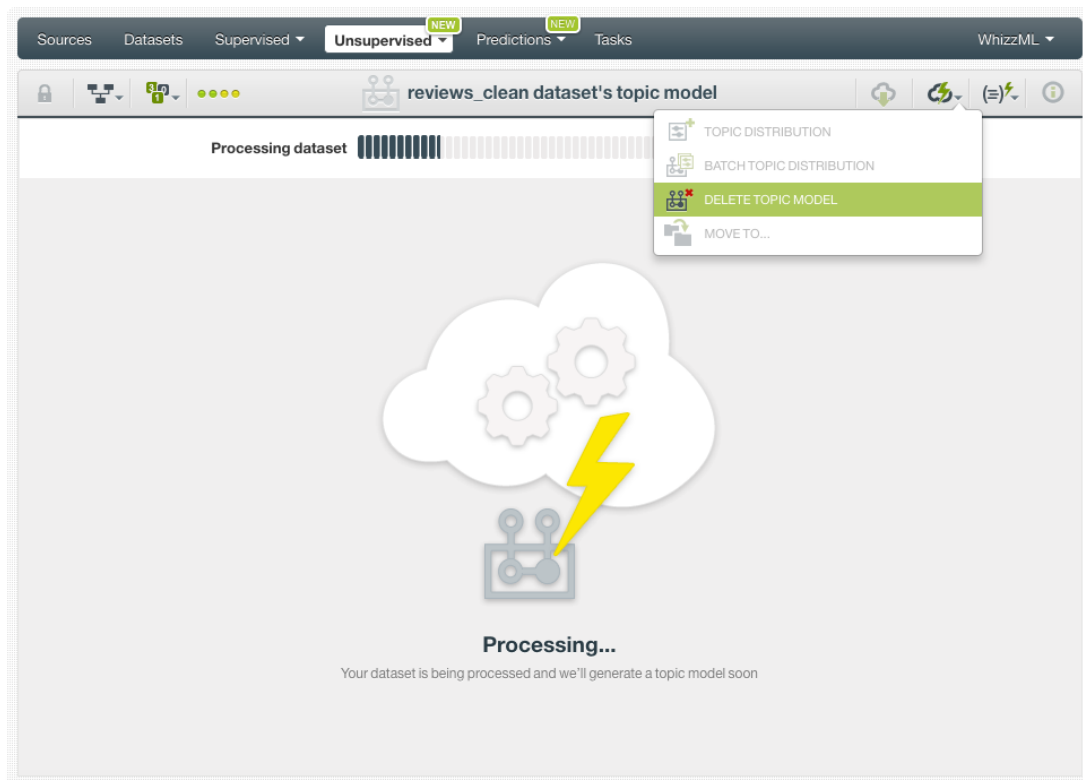 NEW NEW
Sources Datasets Supervised Unsupervised Predictions Tasks WhizzML
reviews_clean dataset's topic model
Processing dataset
TOPIC DISTRIBUTION
BATCH TOPIC DISTRIBUTION
DELETE TOPIC MODEL
MOVE TO...
Processing...
Your dataset is being processed and we'll generate a topic model soon